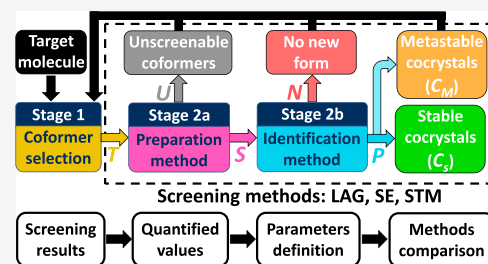 Target
molecule
Unscreenable
coformers
No new
form
Metastable
cocrystals
(CM)
U
N
Stage 1
Coformer
selection
T
Stage 2a
Preparation
method
S
Stage 2b
Identification
method
P
Stable
cocrystals
(Cs)
Screening methods: LAG, SE, STM
Screening
results
Quantified
values
Parameters
definition
Methods
comparison